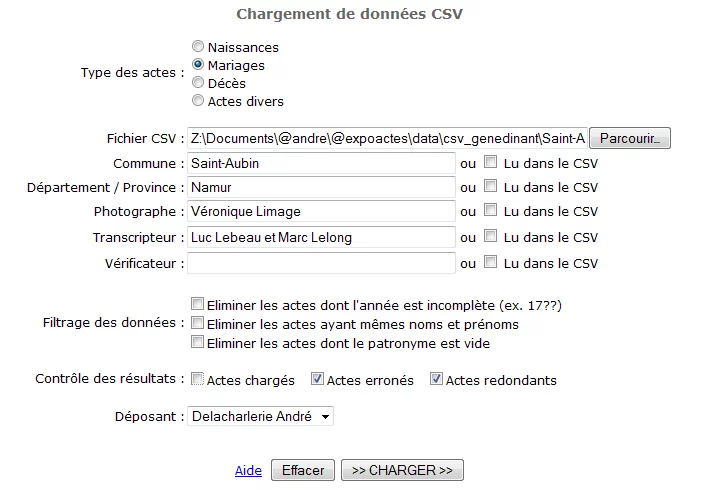 Chargement de données CSV
Type des actes :
Naissances
Mariages
Décès
Actes divers
Fichier CSV : Z:\Documents\@andre\@expoactes\data\csv_genedinant\Saint-A Parcourir...
Commune : Saint-Aubin ou Lu dans le CSV
Département / Province : Namur ou Lu dans le CSV
Photographe : Véronique Limage ou Lu dans le CSV
Transcripteur : Luc Lebeau et Marc Lelong ou Lu dans le CSV
Vérificateur : ou Lu dans le CSV
Filtrage des données :
Eliminer les actes dont l'année est incomplète (ex. 17??)
Eliminer les actes ayant mêmes noms et prénoms
Eliminer les actes dont le patronyme est vide
Contrôle des résultats : Actes chargés Actes erronés Actes redondants
Déposant : Delacharlerie André
Aide Effacer >> CHARGER >>